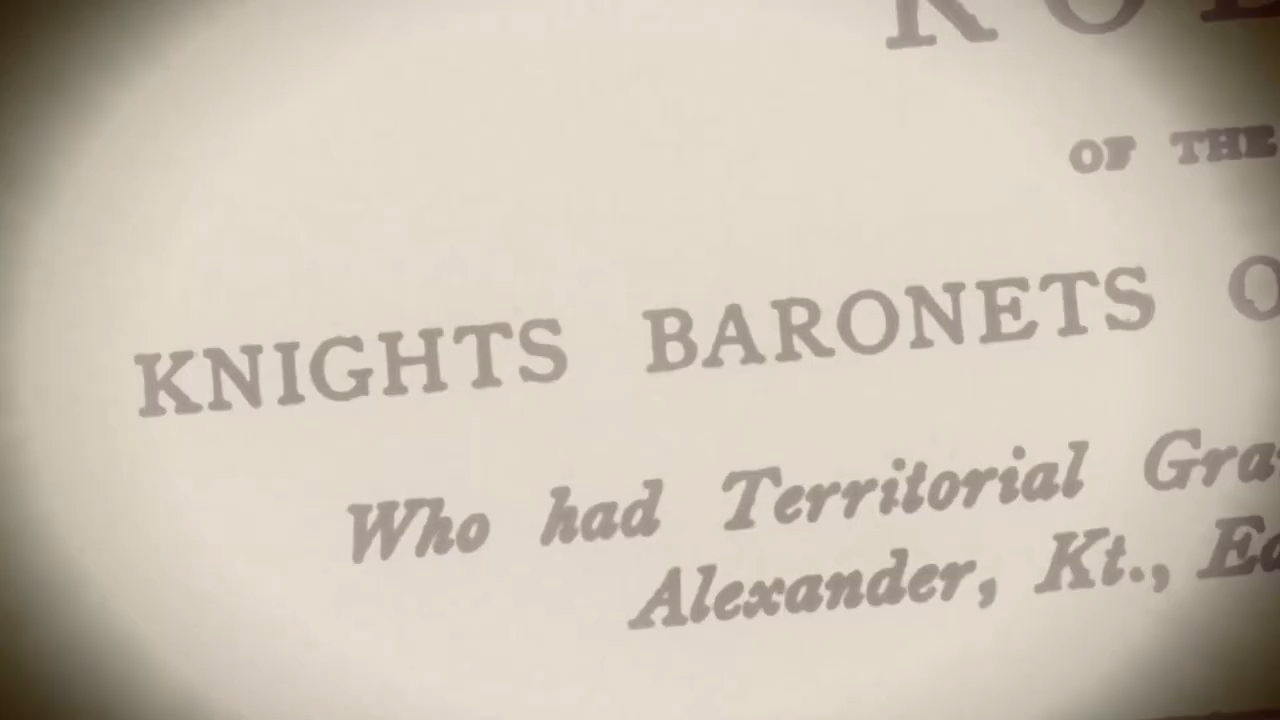 OF THE
KNIGHTS BARONETS
Who had Territorial
Alexander, Kt.,